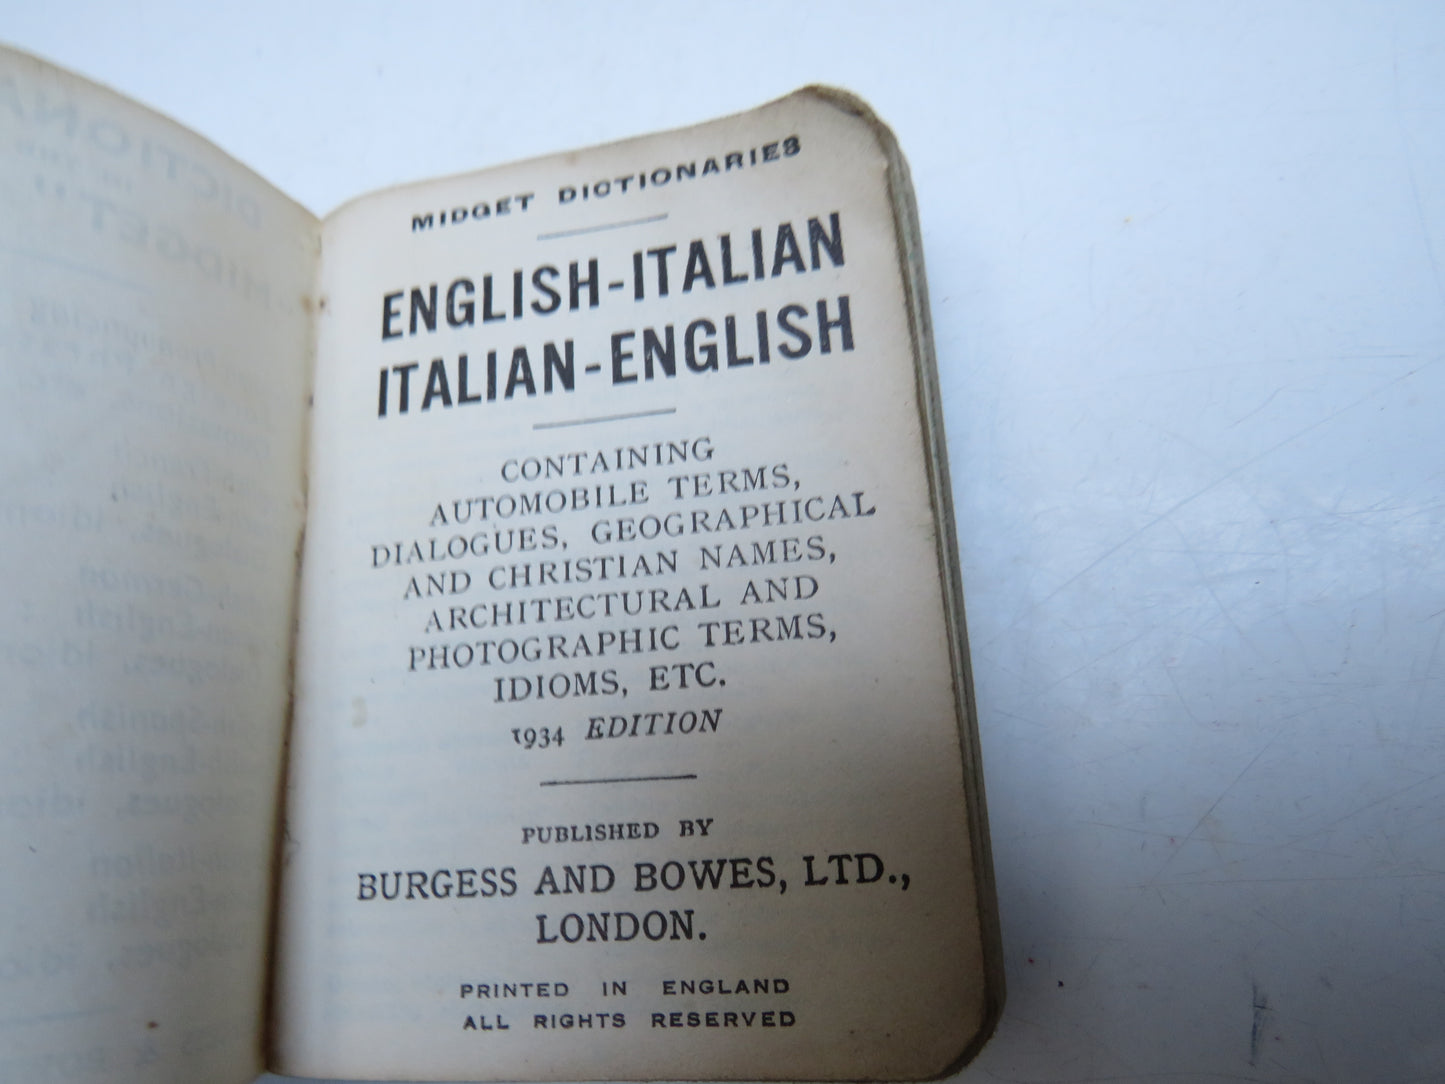 MIDGET DICTIONARIES
ENGLISH-ITALIAN
ITALIAN-ENGLISH
CONTAINING
AUTOMOBILE TERMS,
DIALOGUES, GEOGRAPHICAL
AND CHRISTIAN NAMES,
ARCHITECTURAL AND
PHOTOGRAPHIC TERMS,
IDIOMS, ETC.
1934 EDITION
PUBLISHED BY
BURGESS AND BOWES, LTD.,
LONDON.
PRINTED IN ENGLAND
ALL RIGHTS RESERVED